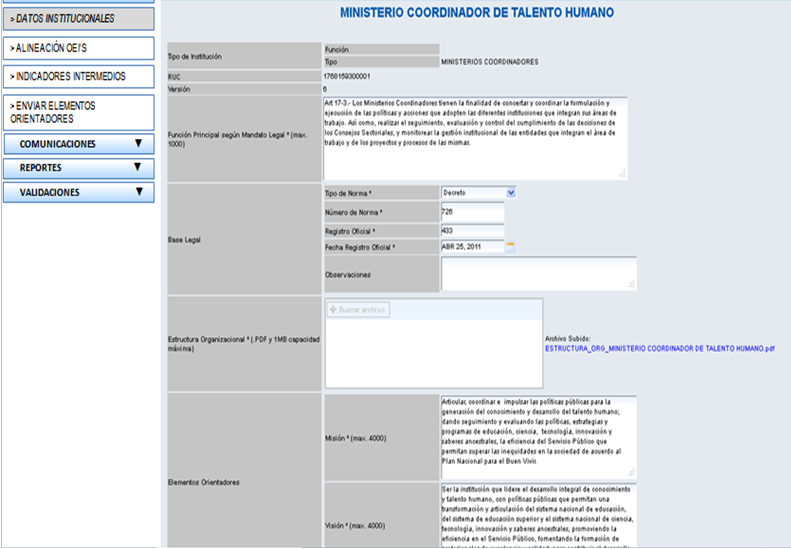 MINISTERIO COORDINADOR DE TALENTO HUMANO
> DATOS INSTITUCIONALES
> ALINEACIÓN OEI'S
> INDICADORES INTERMEDIOS
> ENVIAR ELEMENTOS
ORIENTADORES
COMUNICACIONES
REPORTES
VALIDACIONES
Tipo de Institución
Función
Tipo
MINISTERIOS COORDINADORES
RUC
1768159300001
Versión
6
Función Principal según Mandato Legal * (max.
1000)
Art 17-3.- Los Ministerios Coordinadores tienen la finalidad de concertar y coordinar la formulación y
ejecución de las políticas y acciones que adopten las diferentes instituciones que integran sus áreas de
trabajo. Así como, realizar el seguimiento, evaluación y control del cumplimiento de las decisiones de
los Consejos Sectoriales, y monitorear la gestión institucional de las entidades que integran el área de
trabajo y de los proyectos y procesos de las mismas.
Base Legal
Tipo de Norma *
Decreto
Número de Norma *
726
Registro Oficial *
433
Fecha Registro Oficial *
ABR 25, 2011
Observaciones
Estructura Organizacional * (.PDF y 1MB capacidad
máxima)
Buscar archivo
Archivo Subido:
ESTRUCTURA_ORG_MINISTERIO COORDINADOR DE TALENTO HUMANO.pdf
Elementos Orientadores
Misión * (max. 4000)
Articular, coordinar e impulsar las políticas públicas para la
generación del conocimiento y desarrollo del talento humano;
dando seguimiento y evaluando las políticas, estrategias y
programas de educación, ciencia, tecnología, innovación y
saberes ancestrales, la eficiencia del Servicio Público que
permitan superar las inequidades en la sociedad de acuerdo al
Plan Nacional para el Buen Vivir.
Visión * (max. 4000)
Ser la institución que lidere el desarrollo integral de conocimiento
y talento humano, con políticas públicas que permitan una
transformación y articulación del sistema nacional de educación,
del sistema de educación superior y el sistema nacional de ciencia,
tecnología, innovación y saberes ancestrales, promoviendo la
eficiencia en el Servicio Público, fomentando la formación de